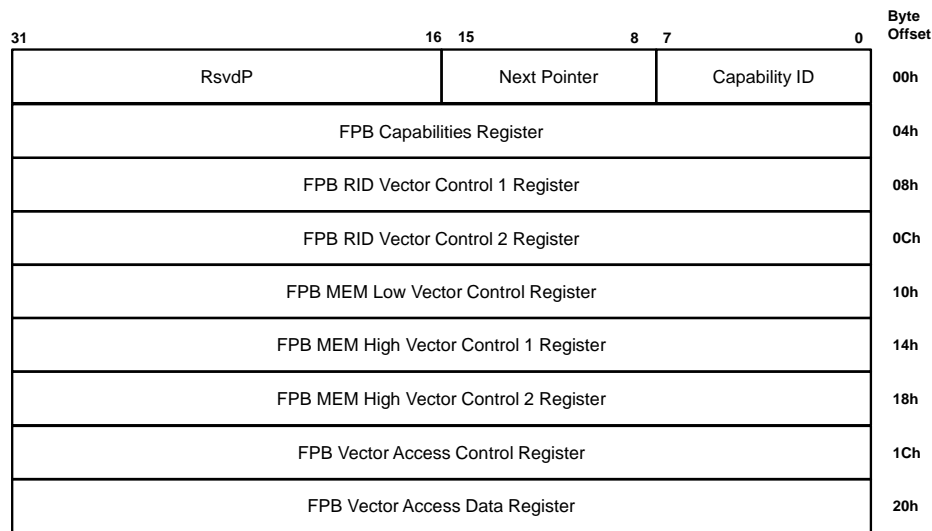 Byte
Offset
31 16 15 8 7 0
RsvdP Next Pointer Capability ID 00h
FPB Capabilities Register 04h
FPB RID Vector Control 1 Register 08h
FPB RID Vector Control 2 Register 0Ch
FPB MEM Low Vector Control Register 10h
FPB MEM High Vector Control 1 Register 14h
FPB MEM High Vector Control 2 Register 18h
FPB Vector Access Control Register 1Ch
FPB Vector Access Data Register 20h